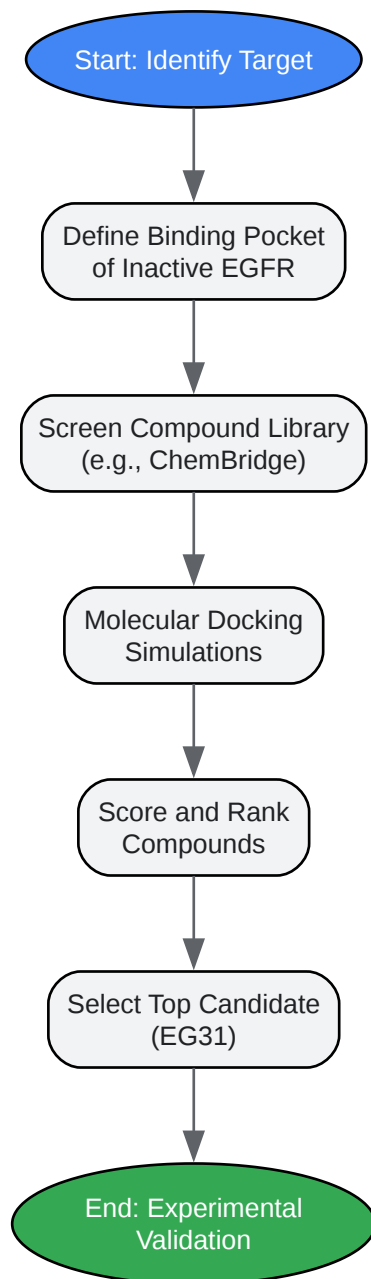 Start: Identify Target
Define Binding Pocket
of Inactive EGFR
Screen Compound Library
(e.g., ChemBridge)
Molecular Docking
Simulations
Score and Rank
Compounds
Select Top Candidate
(EG31)
End: Experimental
Validation